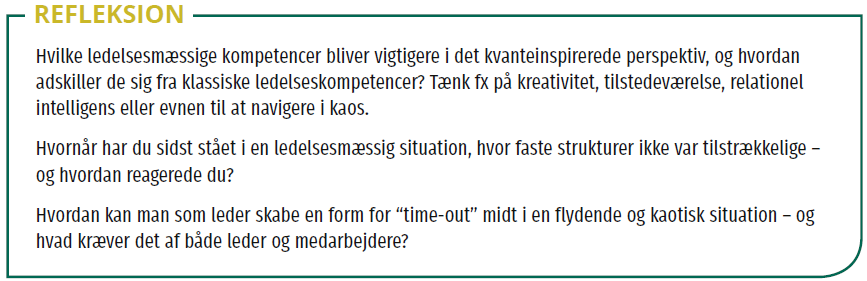 REFLEKSION
Hvilke ledelsesmæssige kompetencer bliver vigtigere i det kvanteinspirerede perspektiv, og hvordan
adskiller de sig fra klassiske ledelseskompetencer? Tænk fx på kreativitet, tilstedeværelse, relationel
intelligens eller evnen til at navigere i kaos.
Hvornår har du sidst stået i en ledelsesmæssig situation, hvor faste strukturer ikke var tilstrækkelige –
og hvordan reagerede du?
Hvordan kan man som leder skabe en form for “time-out” midt i en flydende og kaotisk situation – og
hvad kræver det af både leder og medarbejdere?